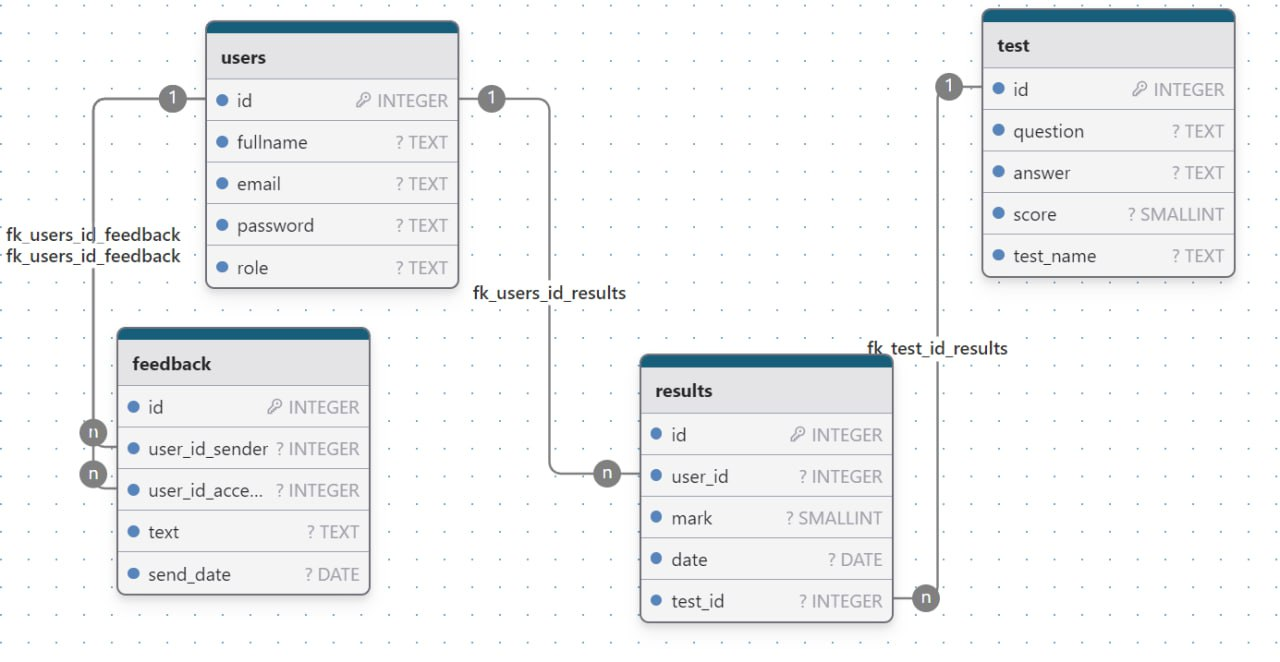 users
id INTEGER
fullname ? TEXT
email ? TEXT
password ? TEXT
role ? TEXT
test
id INTEGER
question ? TEXT
answer ? TEXT
score ? SMALLINT
test_name ? TEXT
1
1
1
fk_users_id_feedback
fk_users_id_feedback
fk_users_id_results
fk_test_id_results
feedback
id INTEGER
user_id_sender ? INTEGER
user_id_acce... ? INTEGER
text ? TEXT
send_date ? DATE
n
n
results
id INTEGER
user_id ? INTEGER
mark ? SMALLINT
date ? DATE
test_id ? INTEGER
n
n